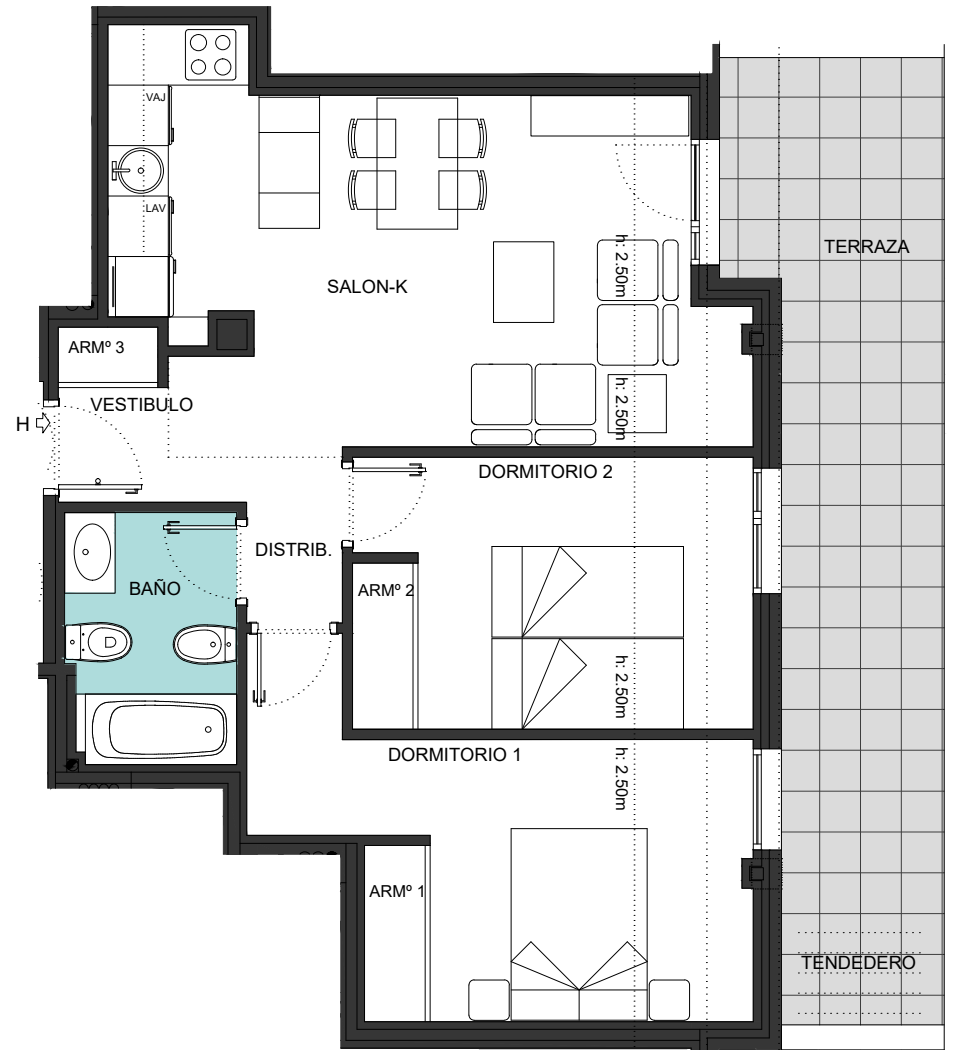 VAJ
LAV
TERRAZA
SALON-K
h: 2.50m
ARMº 3
VESTIBULO
h: 2.50m
H
DORMITORIO 2
DISTRIB.
BAÑO
ARMº 2
h: 2.50m
DORMITORIO 1
h: 2.50m
ARMº 1
TENDEDERO